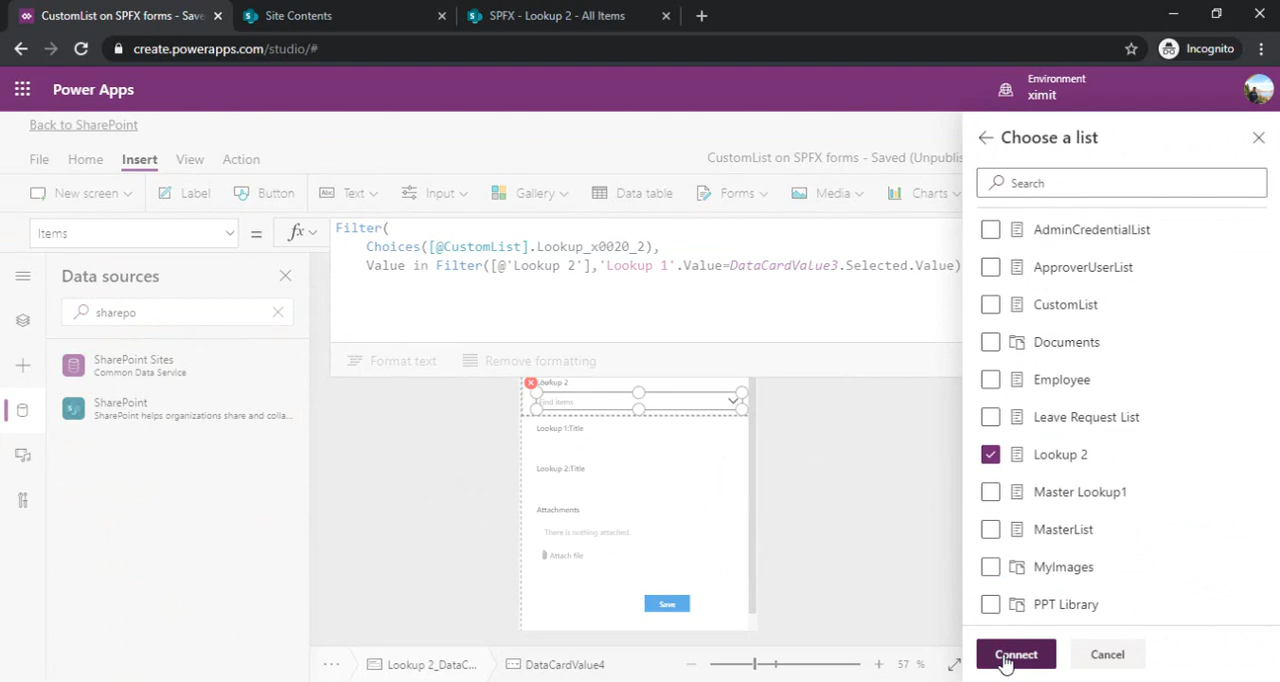 CustomList on SPFX forms - Save
Site Contents
SPFX - Lookup 2 - All Items
create.powerapps.com/studio/#
Incognito
Power Apps
Environment
ximit
Back to SharePoint
File Home Insert View Action
CustomList on SPFX forms - Saved (Unpublis
New screen Label Button Text Input Gallery Data table Forms Media Charts
Items = fx
Filter(
Choices([@CustomList].Lookup_x0020_2),
Value in Filter([@'Lookup 2'],'Lookup 1'.Value=DataCardValue3.Selected.Value)
Format text Remove formatting
Data sources
sharepo
SharePoint Sites
Common Data Service
SharePoint
SharePoint helps organizations share and colla...
Lookup 2
Find items
Lookup 1:Title
Lookup 2:Title
Attachments
There is nothing attached.
Attach file
Save
... Lookup 2_DataC... DataCardValue4
57 %
Choose a list
Search
AdminCredentialList
ApproverUserList
CustomList
Documents
Employee
Leave Request List
Lookup 2
Master Lookup1
MasterList
MyImages
PPT Library
Connect Cancel